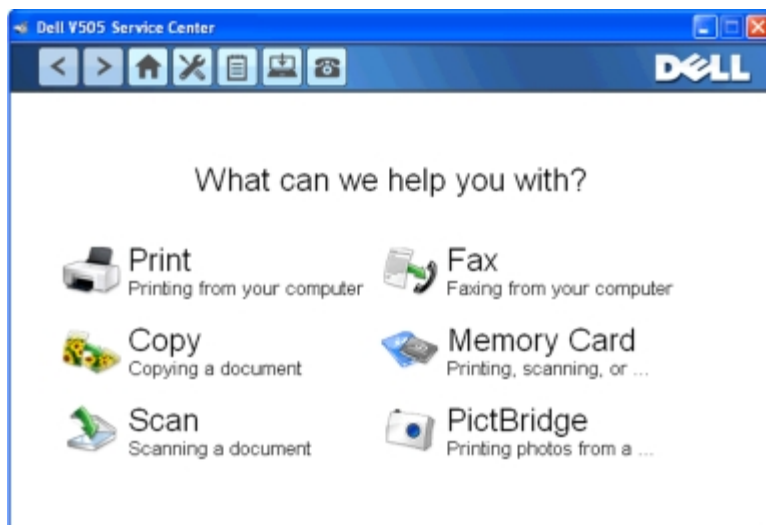 Dell V505 Service Center
DELL
What can we help you with?
Print
Printing from your computer
Fax
Faxing from your computer
Copy
Copying a document
Memory Card
Printing, scanning, or ...
Scan
Scanning a document
PictBridge
Printing photos from a ...